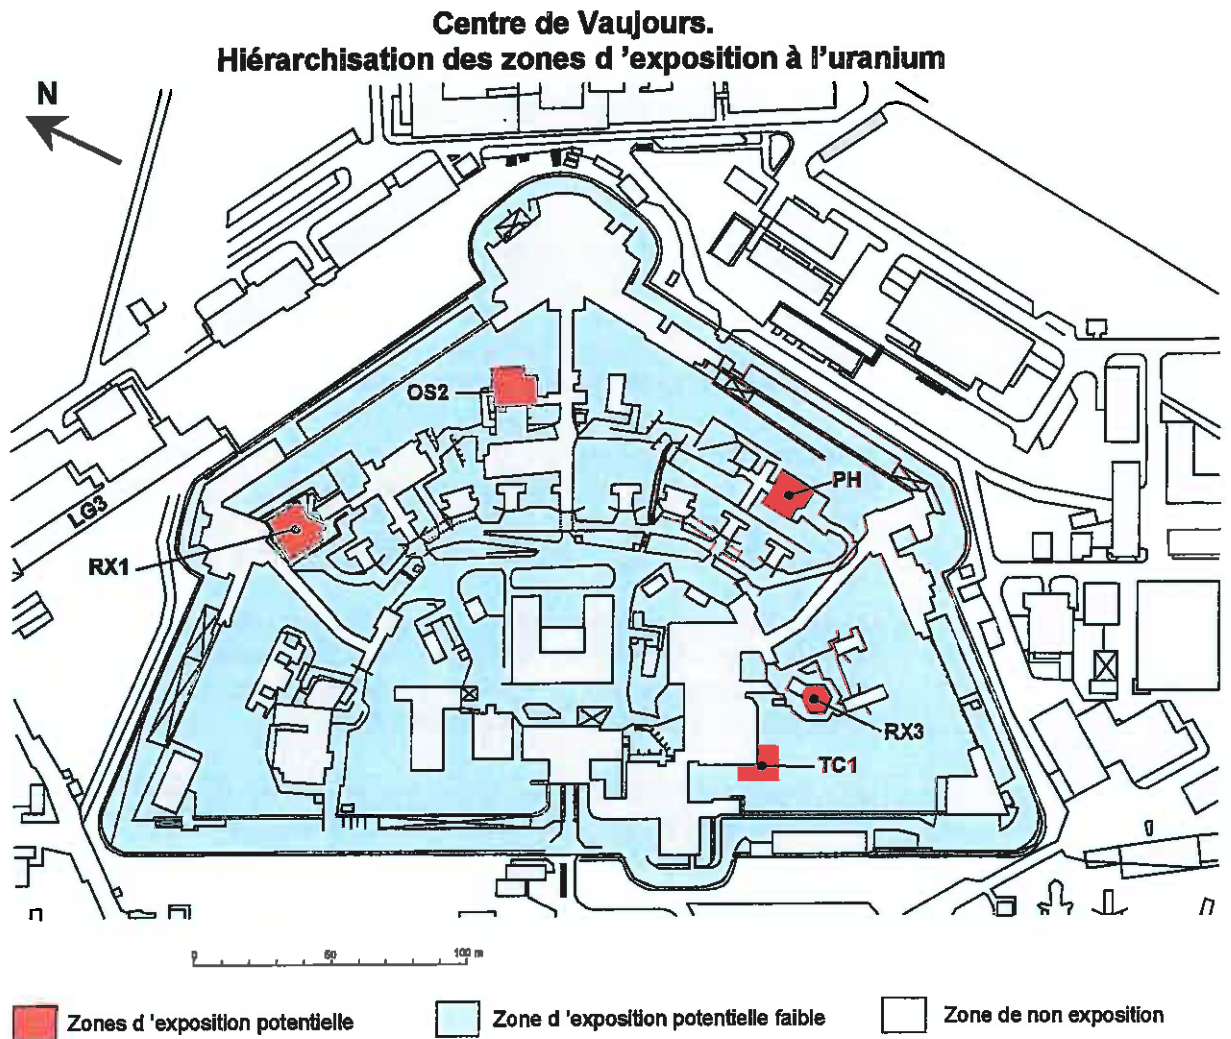 Centre de Vaujours.
Hiérarchisation des zones d 'exposition à l'uranium
N
OS2
PH
LG3
RX1
RX3
TC1
0 50 100 m
Zones d 'exposition potentielle
Zone d 'exposition potentielle faible
Zone de non exposition